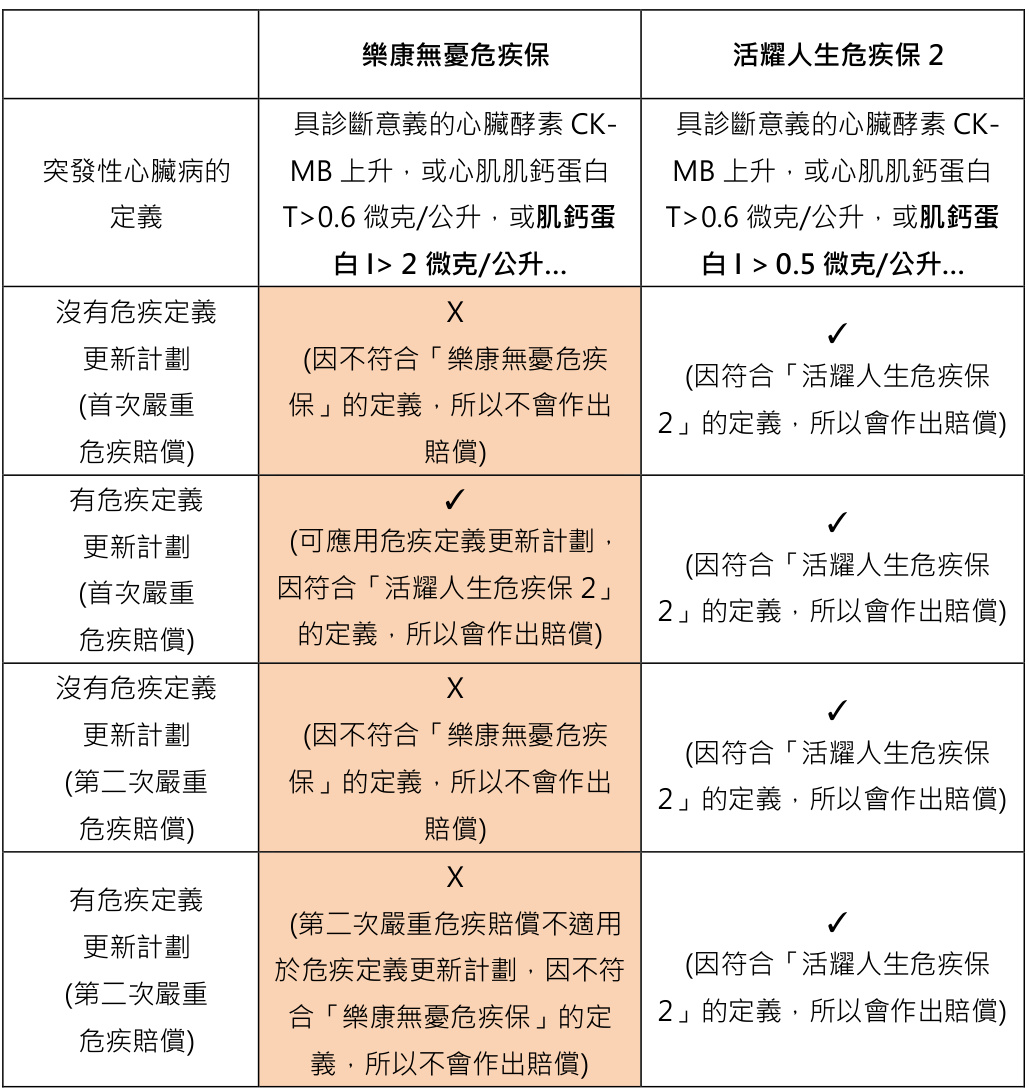 樂康無憂危疾保
活耀人生危疾保 2
突發性心臟病的
定義
具診斷意義的心臟酵素 CK-
MB 上升，或心肌肌鈣蛋白
T>0.6 微克/公升，或肌鈣蛋
白 I> 2 微克/公升...
具診斷意義的心臟酵素 CK-
MB 上升，或心肌肌鈣蛋白
T>0.6 微克/公升，或肌鈣蛋
白 I > 0.5 微克/公升...
沒有危疾定義
更新計劃
(首次嚴重
危疾賠償)
X
(因不符合「樂康無憂危疾
保」的定義，所以不會作出
賠償)
✓
(因符合「活耀人生危疾保
2」的定義，所以會作出賠償)
有危疾定義
更新計劃
(首次嚴重
危疾賠償)
✓
(可應用危疾定義更新計劃，
因符合「活耀人生危疾保 2」
的定義，所以會作出賠償)
✓
(因符合「活耀人生危疾保
2」的定義，所以會作出賠償)
沒有危疾定義
更新計劃
(第二次嚴重
危疾賠償)
X
(因不符合「樂康無憂危疾
保」的定義，所以不會作出
賠償)
✓
(因符合「活耀人生危疾保
2」的定義，所以會作出賠償)
有危疾定義
更新計劃
(第二次嚴重
危疾賠償)
X
(第二次嚴重危疾賠償不適用
於危疾定義更新計劃，因不符
合「樂康無憂危疾保」的定
義，所以不會作出賠償)
✓
(因符合「活耀人生危疾保
2」的定義，所以會作出賠償)